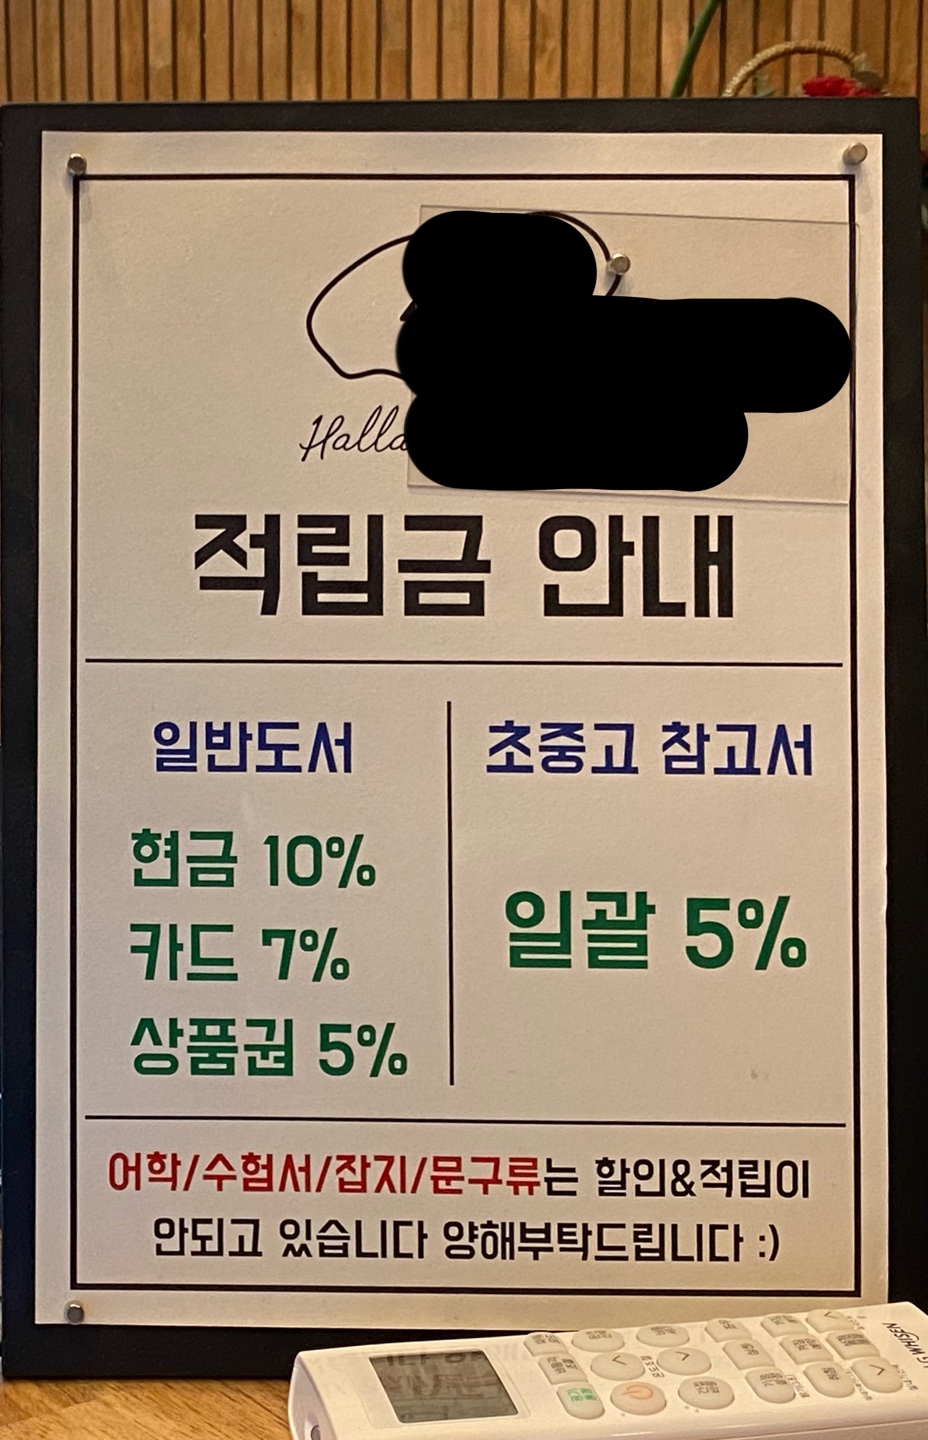 적립금 안내
일반도서
현금 10%
카드 7%
상품권 5%
초중고 참고서
일괄 5%
어학/수험서/잡지/문구류는 할인&적립이
안되고 있습니다 양해부탁드립니다 :)
WHISEN